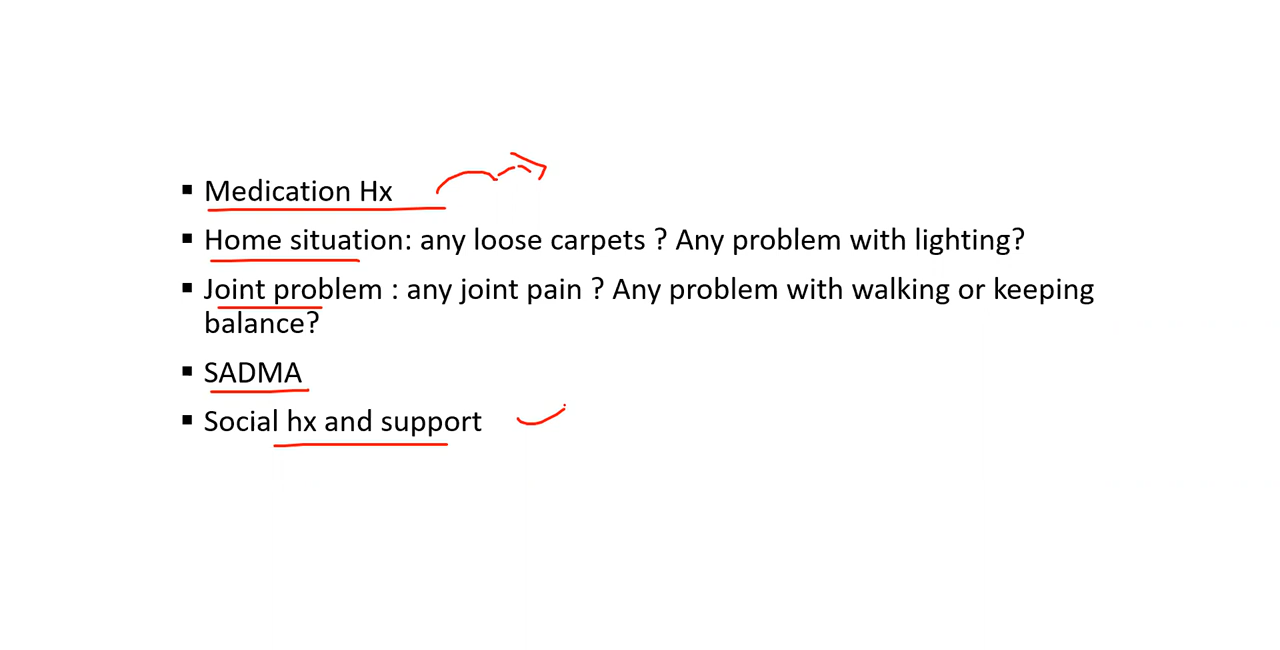 ▪ Medication Hx
▪ Home situation: any loose carpets ? Any problem with lighting?
▪ Joint problem : any joint pain ? Any problem with walking or keeping
balance?
▪ SADMA
▪ Social hx and support